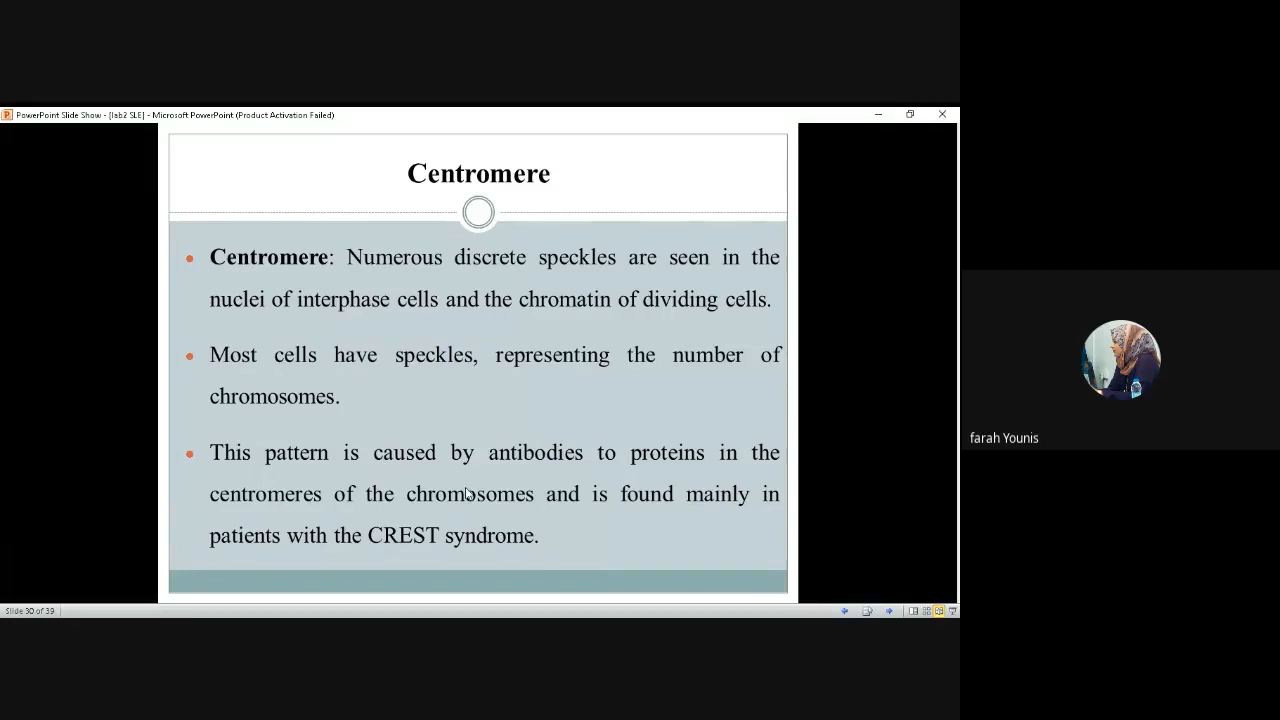 PowerPoint Slide Show - [lab2 SLE] - Microsoft PowerPoint (Product Activation Failed)
Centromere
• Centromere: Numerous discrete speckles are seen in the
nuclei of interphase cells and the chromatin of dividing cells.
• Most cells have speckles, representing the number of
chromosomes.
• This pattern is caused by antibodies to proteins in the
centromeres of the chromosomes and is found mainly in
patients with the CREST syndrome.
farah Younis
Slide 30 of 39